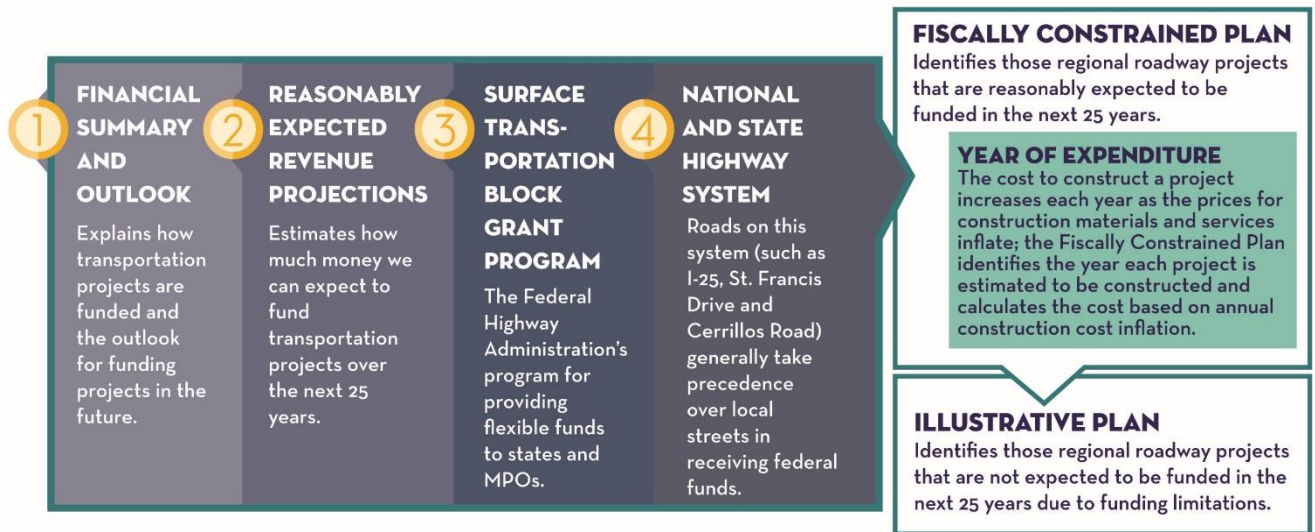 1
FINANCIAL
SUMMARY
AND
OUTLOOK
Explains how
transportation
projects are
funded and
the outlook
for funding
projects in the
future.
2
REASONABLY
EXPECTED
REVENUE
PROJECTIONS
Estimates how
much money we
can expect to
fund
transportation
projects over
the next 25
years.
3
SURFACE
TRANS-
PORTATION
BLOCK
GRANT
PROGRAM
The Federal
Highway
Administration’s
program for
providing
flexible funds
to states and
MPOs.
4
NATIONAL
AND STATE
HIGHWAY
SYSTEM
Roads on this
system (such as
I-25, St. Francis
Drive and
Cerrillos Road)
generally take
precedence
over local
streets in
receiving federal
funds.
FISCALLY CONSTRAINED PLAN
Identifies those regional roadway projects
that are reasonably expected to be
funded in the next 25 years.
YEAR OF EXPENDITURE
The cost to construct a project
increases each year as the prices for
construction materials and services
inflate; the Fiscally Constrained Plan
identifies the year each project is
estimated to be constructed and
calculates the cost based on annual
construction cost inflation.
ILLUSTRATIVE PLAN
Identifies those regional roadway projects
that are not expected to be funded in the
next 25 years due to funding limitations.